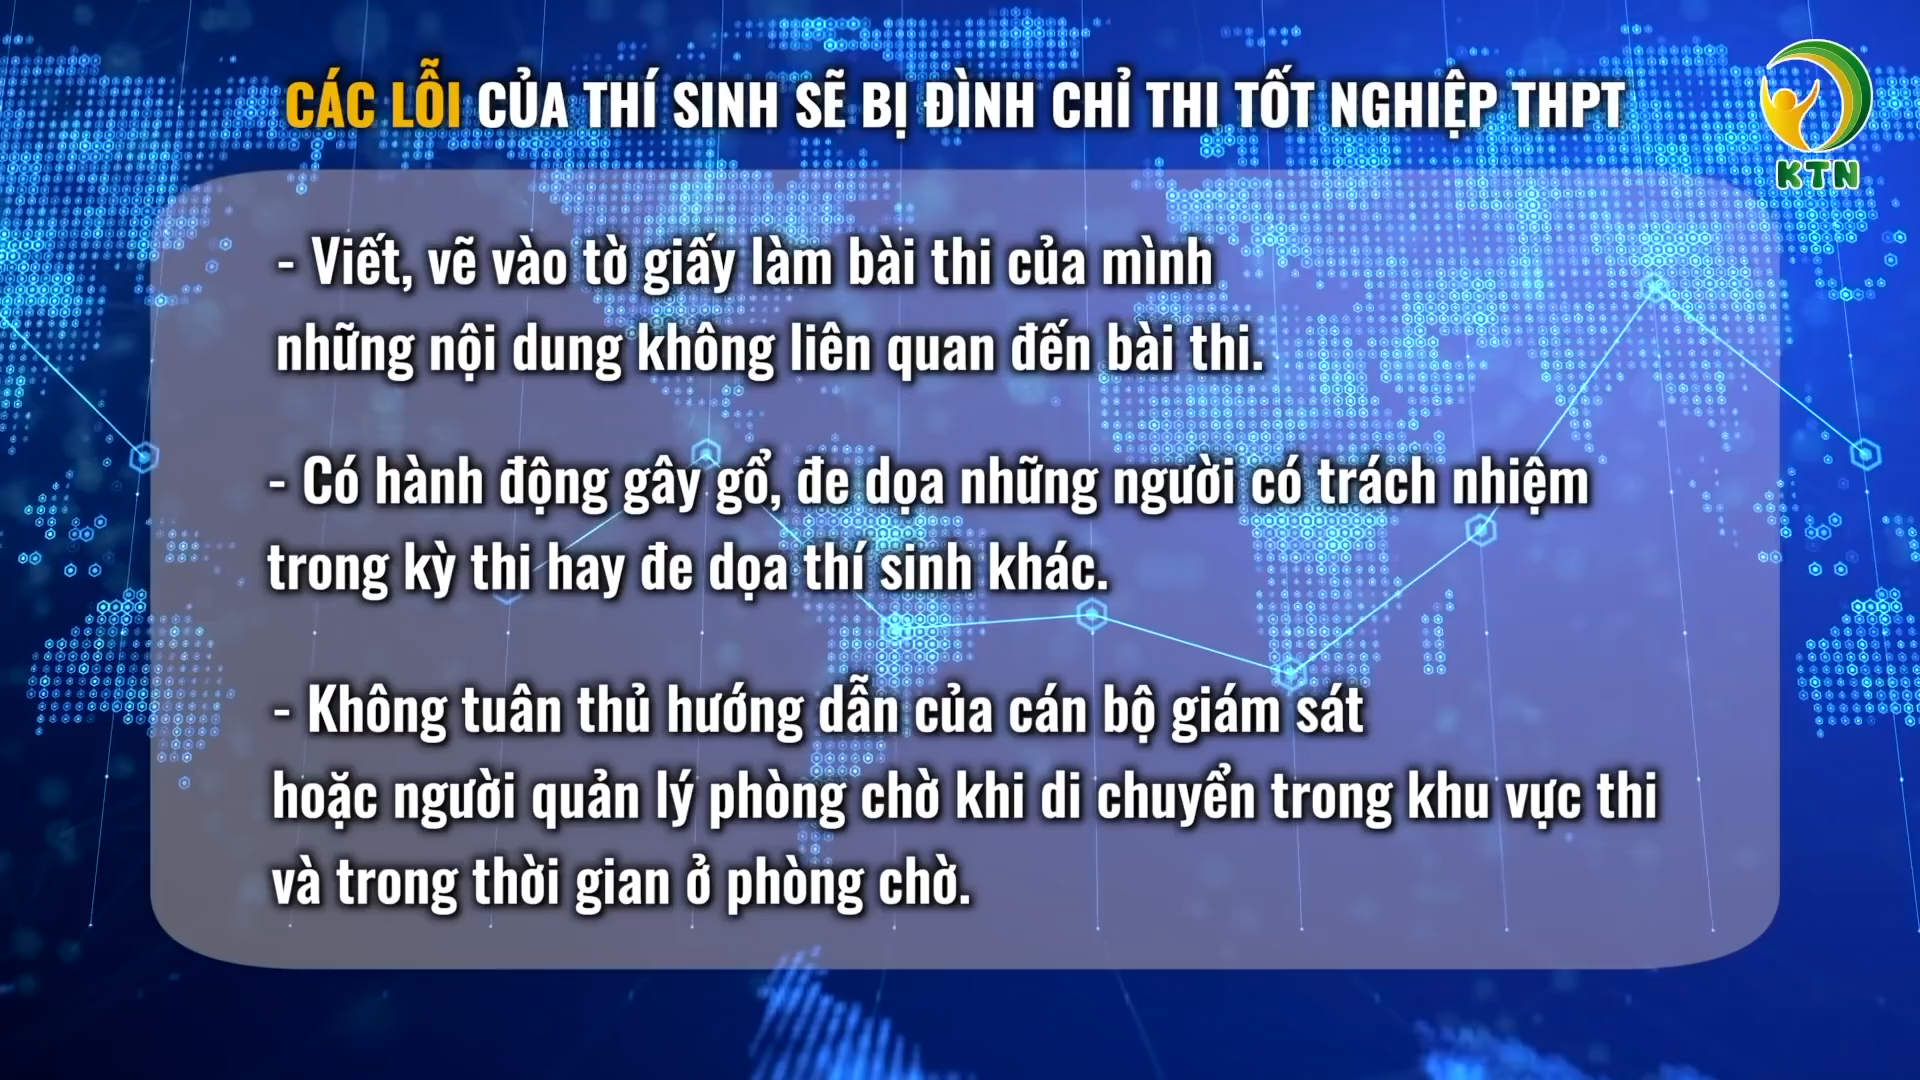 CÁC LỖI CỦA THÍ SINH SẼ BỊ ĐÌNH CHỈ THI TỐT NGHIỆP THPT
KTN
- Viết, vẽ vào tờ giấy làm bài thi của mình
những nội dung không liên quan đến bài thi.
- Có hành động gây gổ, đe dọa những người có trách nhiệm
trong kỳ thi hay đe dọa thí sinh khác.
- Không tuân thủ hướng dẫn của cán bộ giám sát
hoặc người quản lý phòng chờ khi di chuyển trong khu vực thi
và trong thời gian ở phòng chờ.